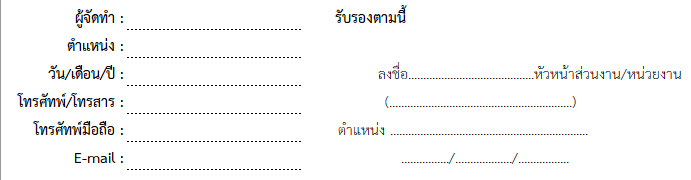 ผู้จัดทำ : ........................................ รับรองตามนี้
ตำแหน่ง : ........................................
วัน/เดือน/ปี : ........................................ ลงชื่อ..........................................หัวหน้าส่วนงาน/หน่วยงาน
โทรศัพท์/โทรสาร : ........................................ (.............................................................)
โทรศัพท์มือถือ : ........................................ ตำแหน่ง ..................................................................
E-mail : ........................................ ................/.................../.................